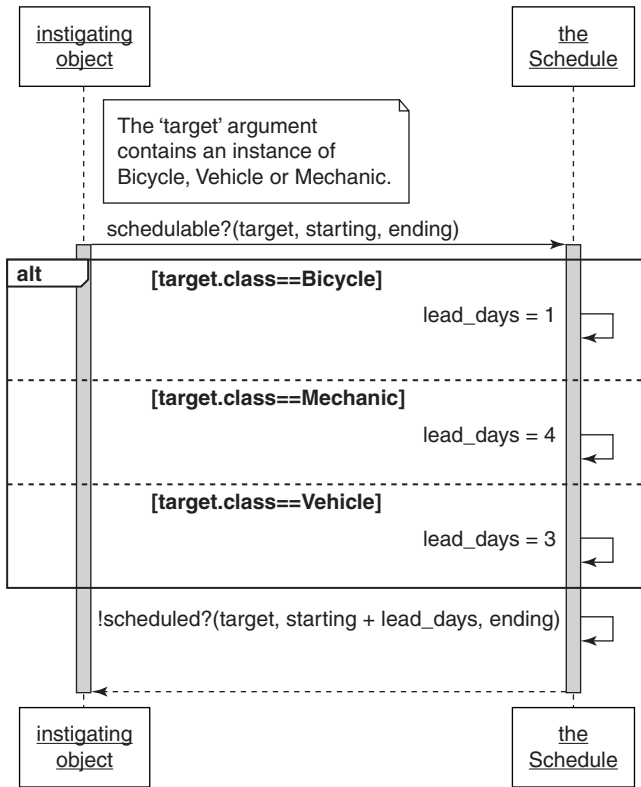 instigating
object
the
Schedule
The ‘target’ argument
contains an instance of
Bicycle, Vehicle or Mechanic.
schedulable?(target, starting, ending)
alt
[target.class==Bicycle]
lead_days = 1
[target.class==Mechanic]
lead_days = 4
[target.class==Vehicle]
lead_days = 3
!scheduled?(target, starting + lead_days, ending)
instigating
object
the
Schedule